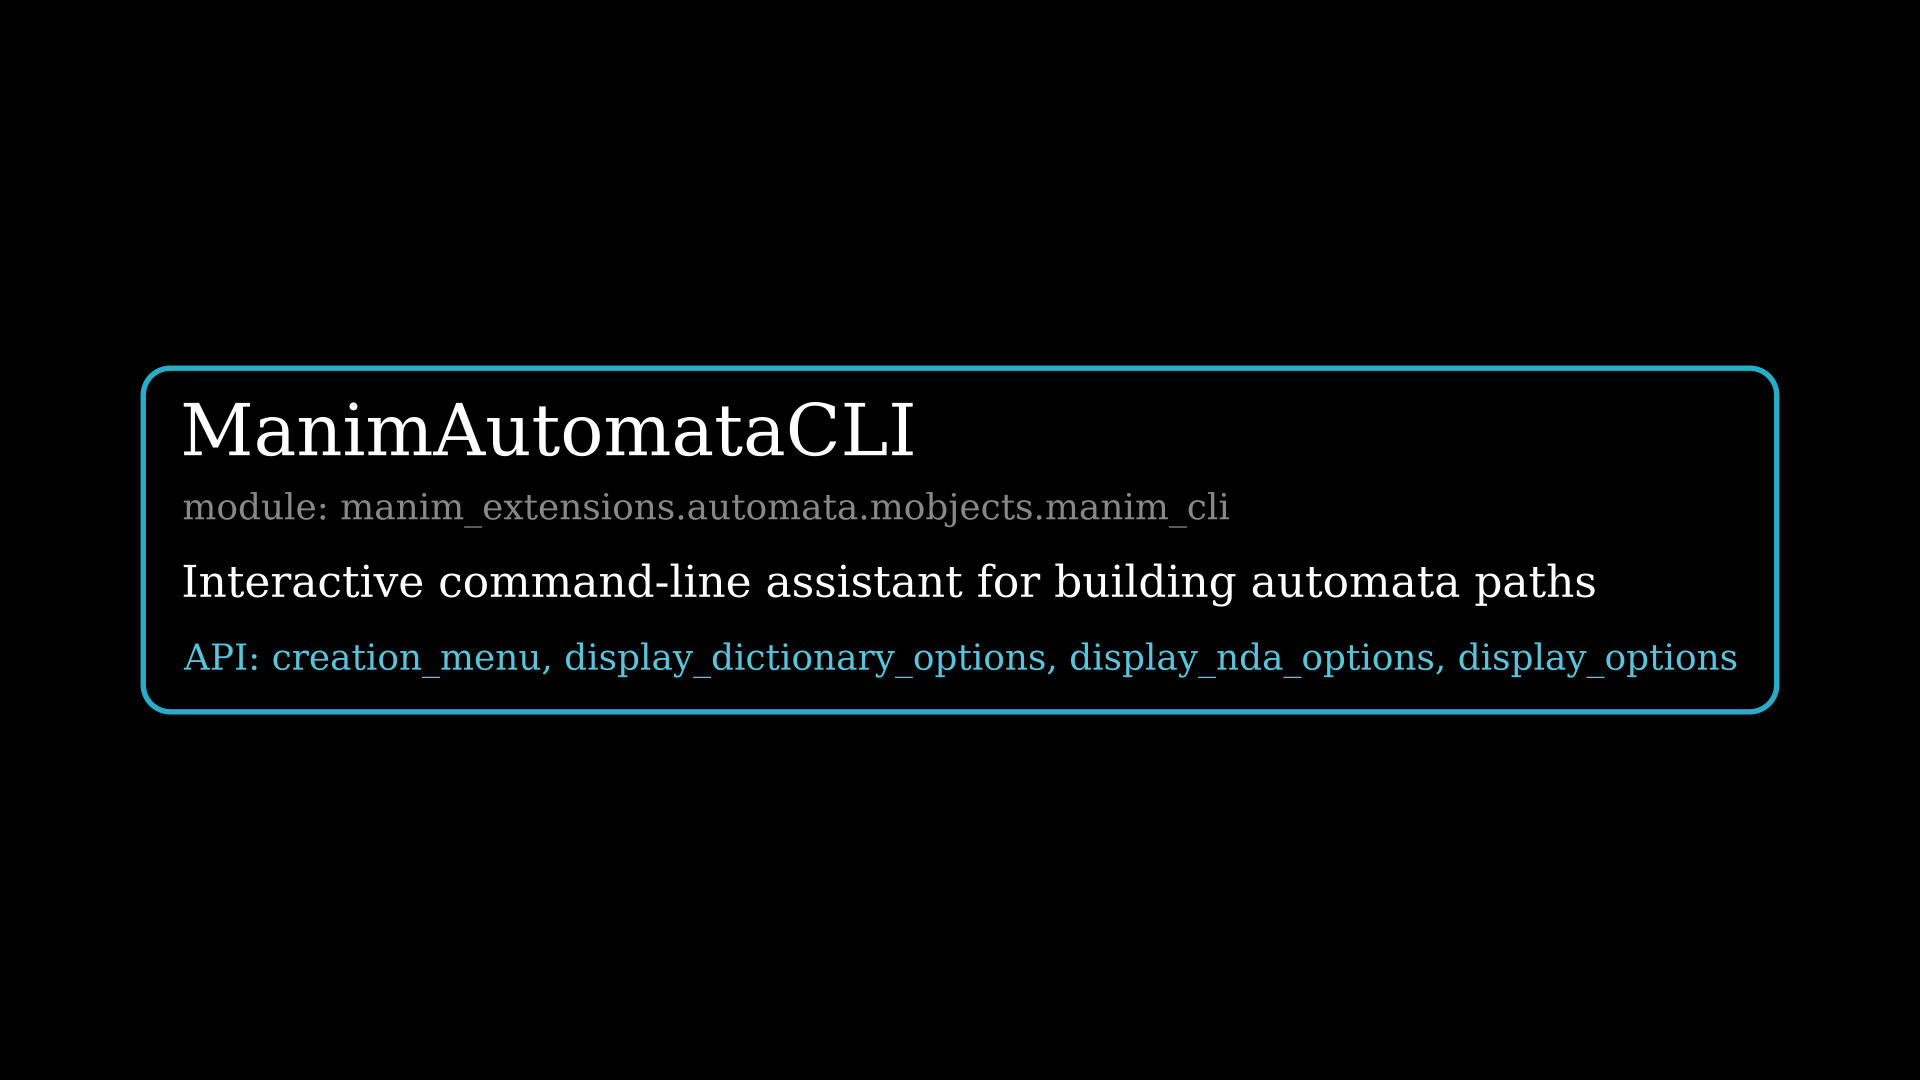 ManimAutomataCLI
module: manim_extensions.automata.mobjects.manim_cli
Interactive command-line assistant for building automata paths
API: creation_menu, display_dictionary_options, display_nda_options, display_options